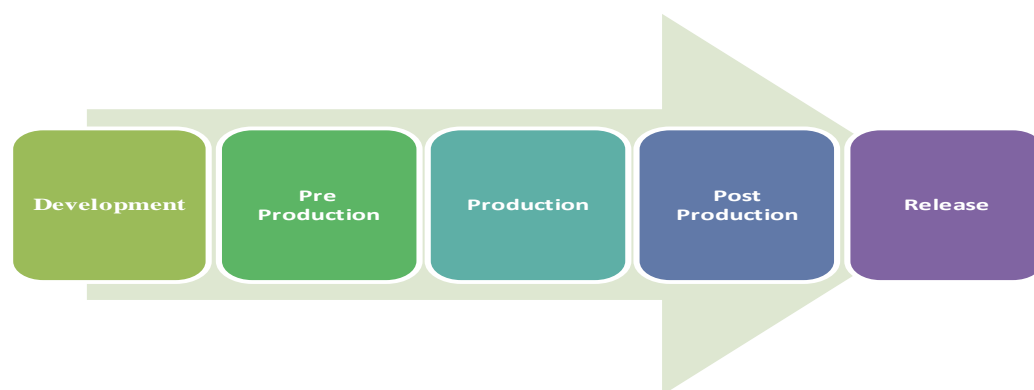 Development
Pre
Production
Production
Post
Production
Release